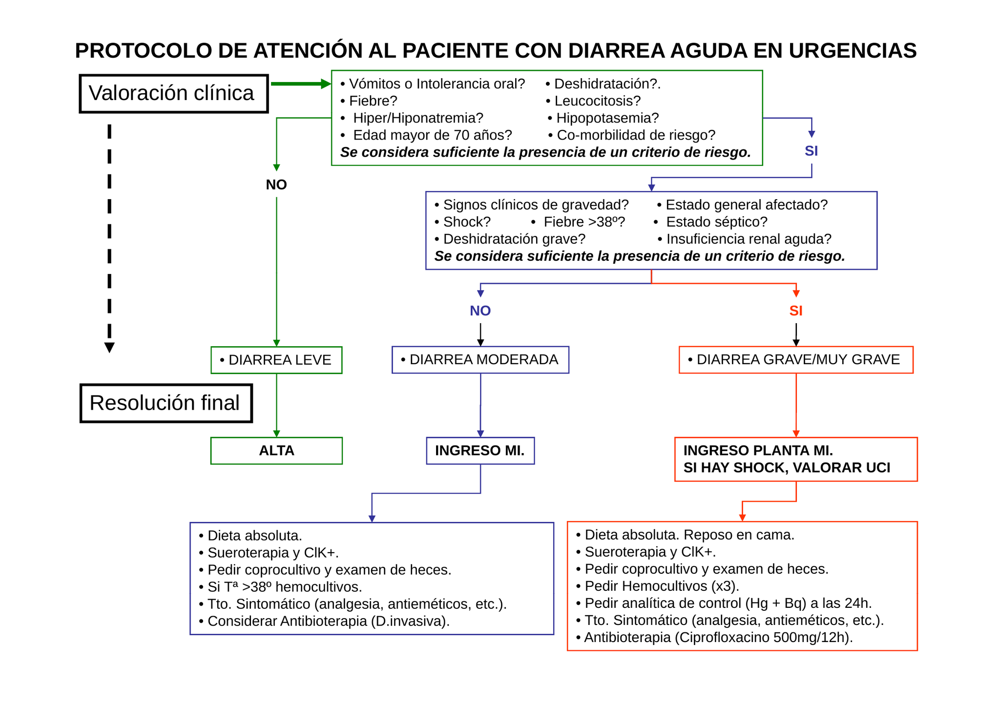 PROTOCOLO DE ATENCIÓN AL PACIENTE CON DIARREA AGUDA EN URGENCIAS
Valoración clínica
• Vómitos o Intolerancia oral? • Deshidratación?.
• Fiebre? • Leucocitosis?
• Hiper/Hiponatremia? • Hipopotasemia?
• Edad mayor de 70 años? • Co-morbilidad de riesgo?
Se considera suficiente la presencia de un criterio de riesgo.
SI
NO
• Signos clínicos de gravedad? • Estado general afectado?
• Shock? • Fiebre >38º? • Estado séptico?
• Deshidratación grave? • Insuficiencia renal aguda?
Se considera suficiente la presencia de un criterio de riesgo.
NO
SI
• DIARREA LEVE
• DIARREA MODERADA
• DIARREA GRAVE/MUY GRAVE
Resolución final
ALTA
INGRESO MI.
INGRESO PLANTA MI.
SI HAY SHOCK, VALORAR UCI
• Dieta absoluta.
• Sueroterapia y ClK+.
• Pedir coprocultivo y examen de heces.
• Si Tª >38º hemocultivos.
• Tto. Sintomático (analgesia, antieméticos, etc.).
• Considerar Antibioterapia (D.invasiva).
• Dieta absoluta. Reposo en cama.
• Sueroterapia y ClK+.
• Pedir coprocultivo y examen de heces.
• Pedir Hemocultivos (x3).
• Pedir analítica de control (Hg + Bq) a las 24h.
• Tto. Sintomático (analgesia, antieméticos, etc.).
• Antibioterapia (Ciprofloxacino 500mg/12h).